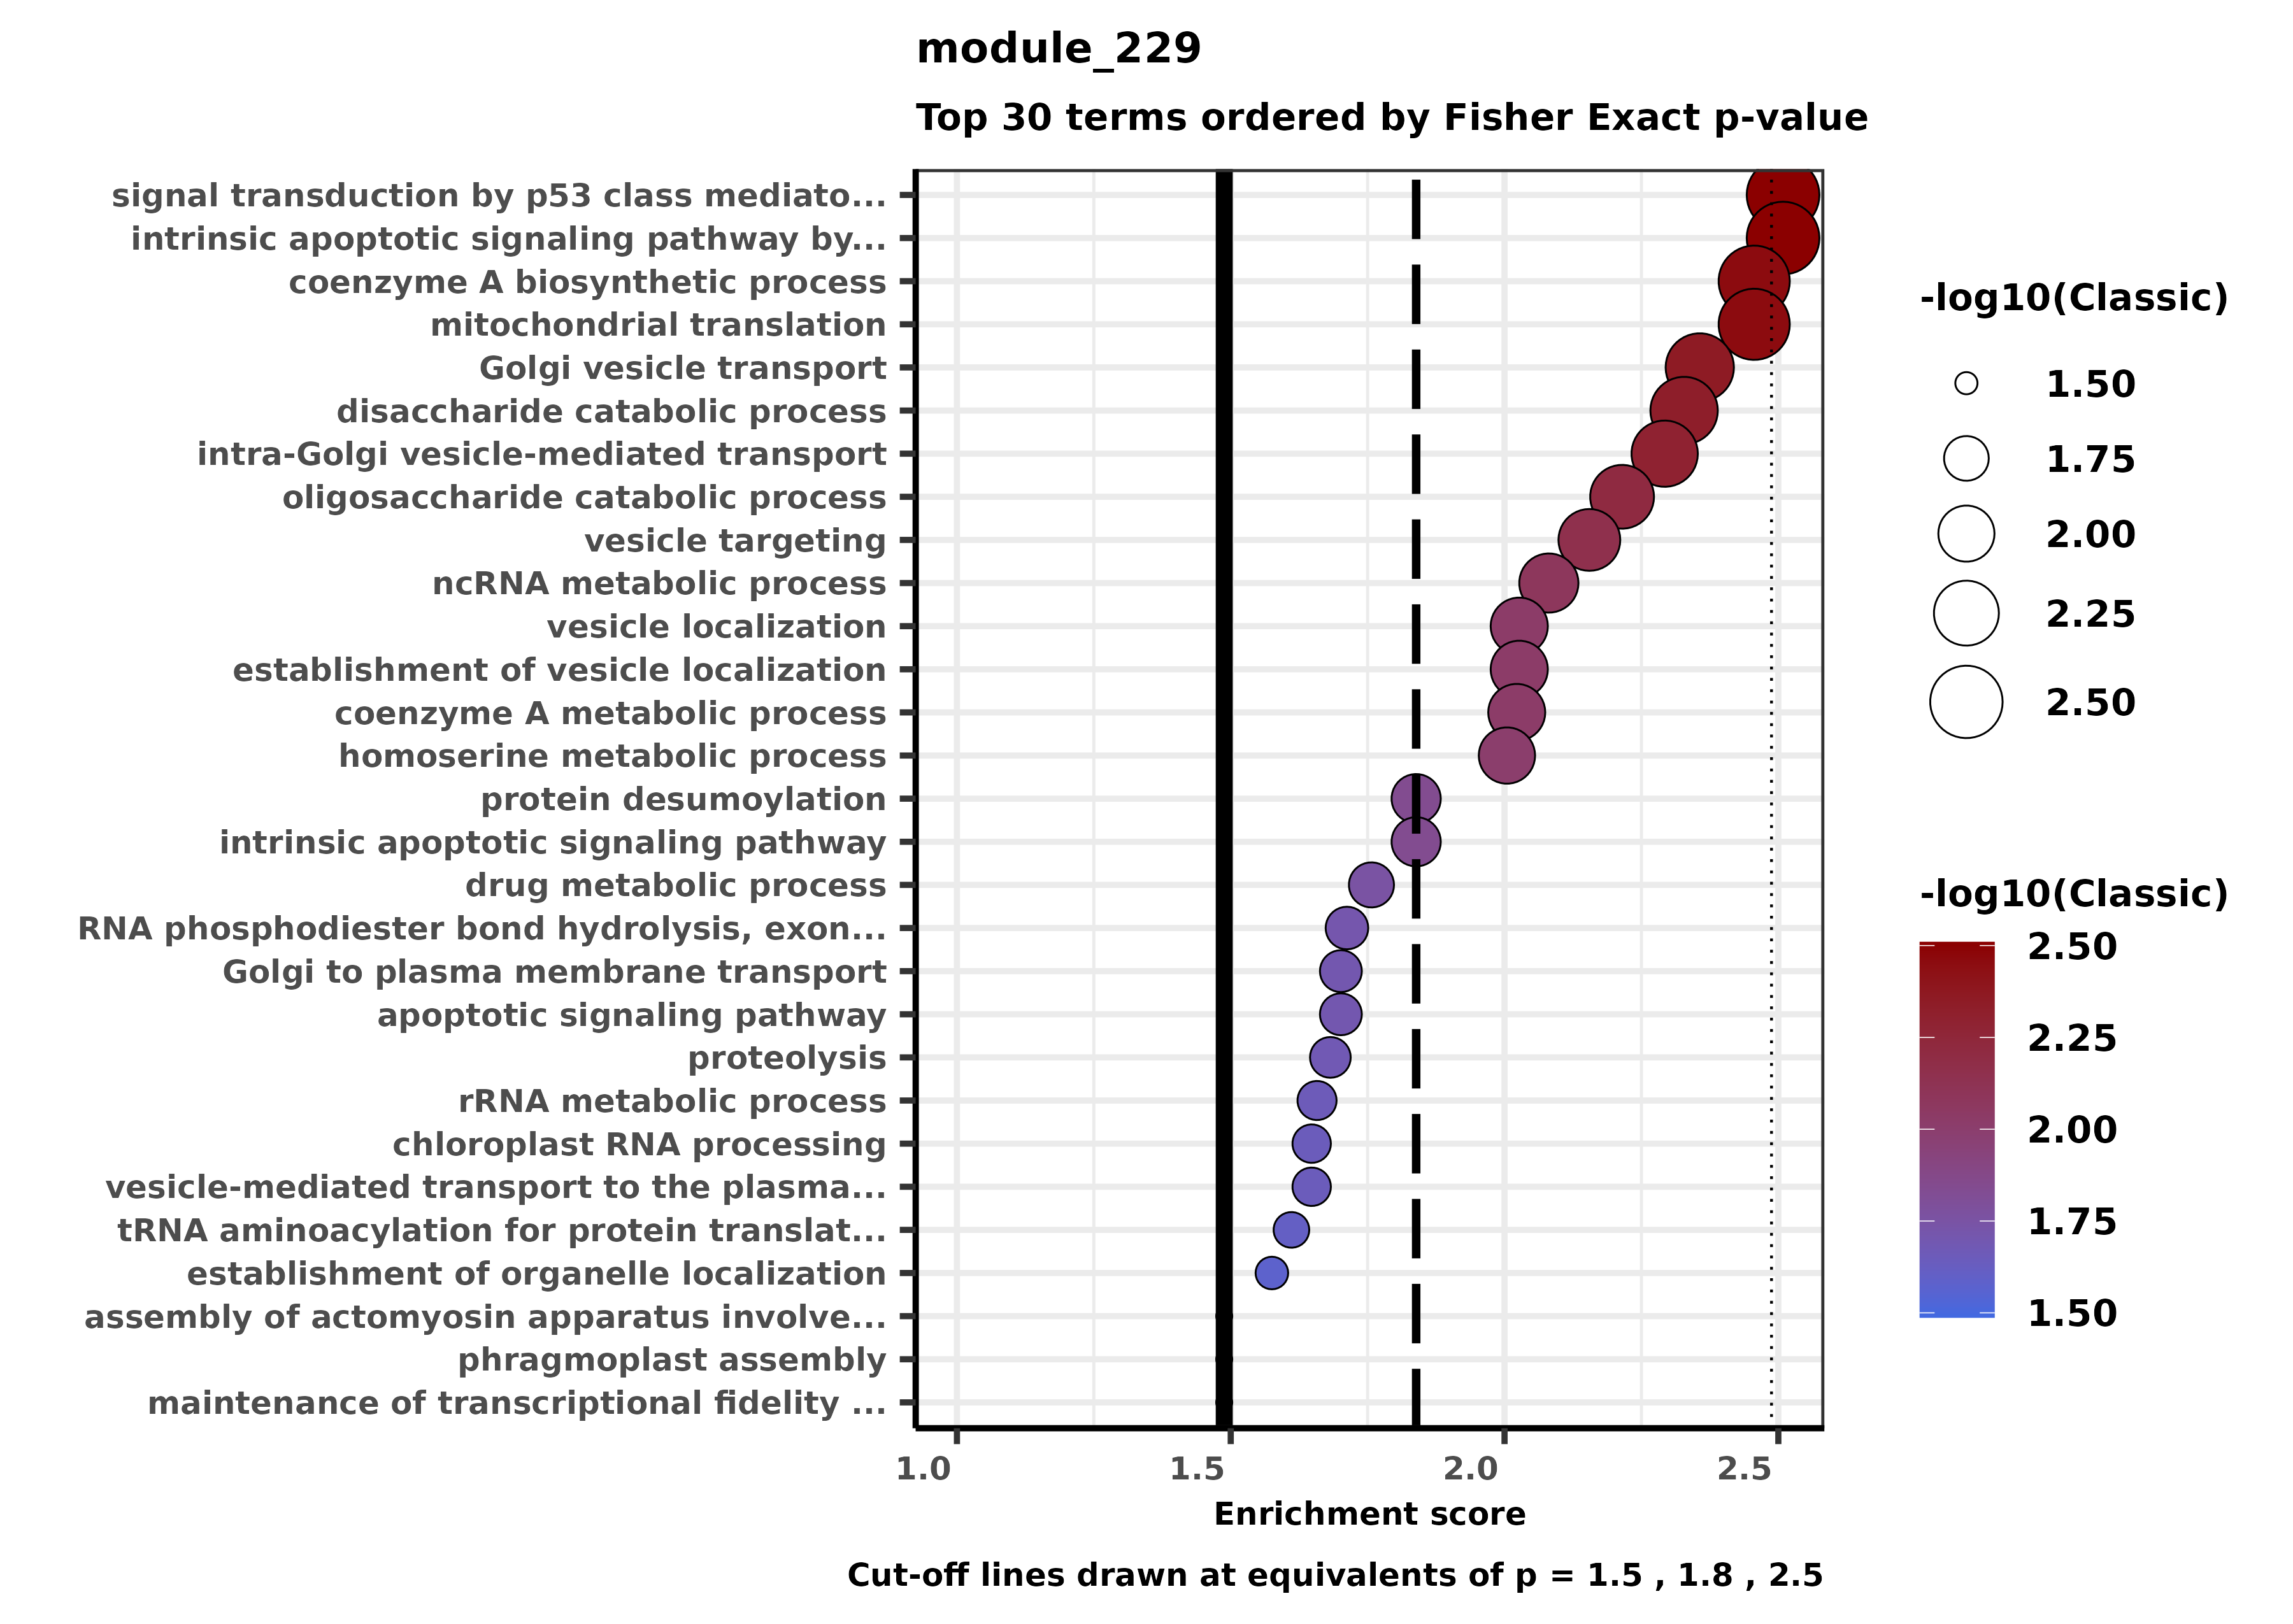 module_229
Top 30 terms ordered by Fisher Exact p-value
signal transduction by p53 class mediato...
intrinsic apoptotic signaling pathway by...
coenzyme A biosynthetic process
mitochondrial translation
Golgi vesicle transport
disaccharide catabolic process
intra-Golgi vesicle-mediated transport
oligosaccharide catabolic process
vesicle targeting
ncRNA metabolic process
vesicle localization
establishment of vesicle localization
coenzyme A metabolic process
homoserine metabolic process
protein desumoylation
intrinsic apoptotic signaling pathway
drug metabolic process
RNA phosphodiester bond hydrolysis, exon...
Golgi to plasma membrane transport
apoptotic signaling pathway
proteolysis
rRNA metabolic process
chloroplast RNA processing
vesicle-mediated transport to the plasma...
tRNA aminoacylation for protein translat...
establishment of organelle localization
assembly of actomyosin apparatus involve...
phragmoplast assembly
maintenance of transcriptional fidelity ...
1.0 1.5 2.0 2.5
Enrichment score
Cut-off lines drawn at equivalents of p = 1.5 , 1.8 , 2.5
-log10(Classic)
1.50
1.75
2.00
2.25
2.50
-log10(Classic)
2.50
2.25
2.00
1.75
1.50